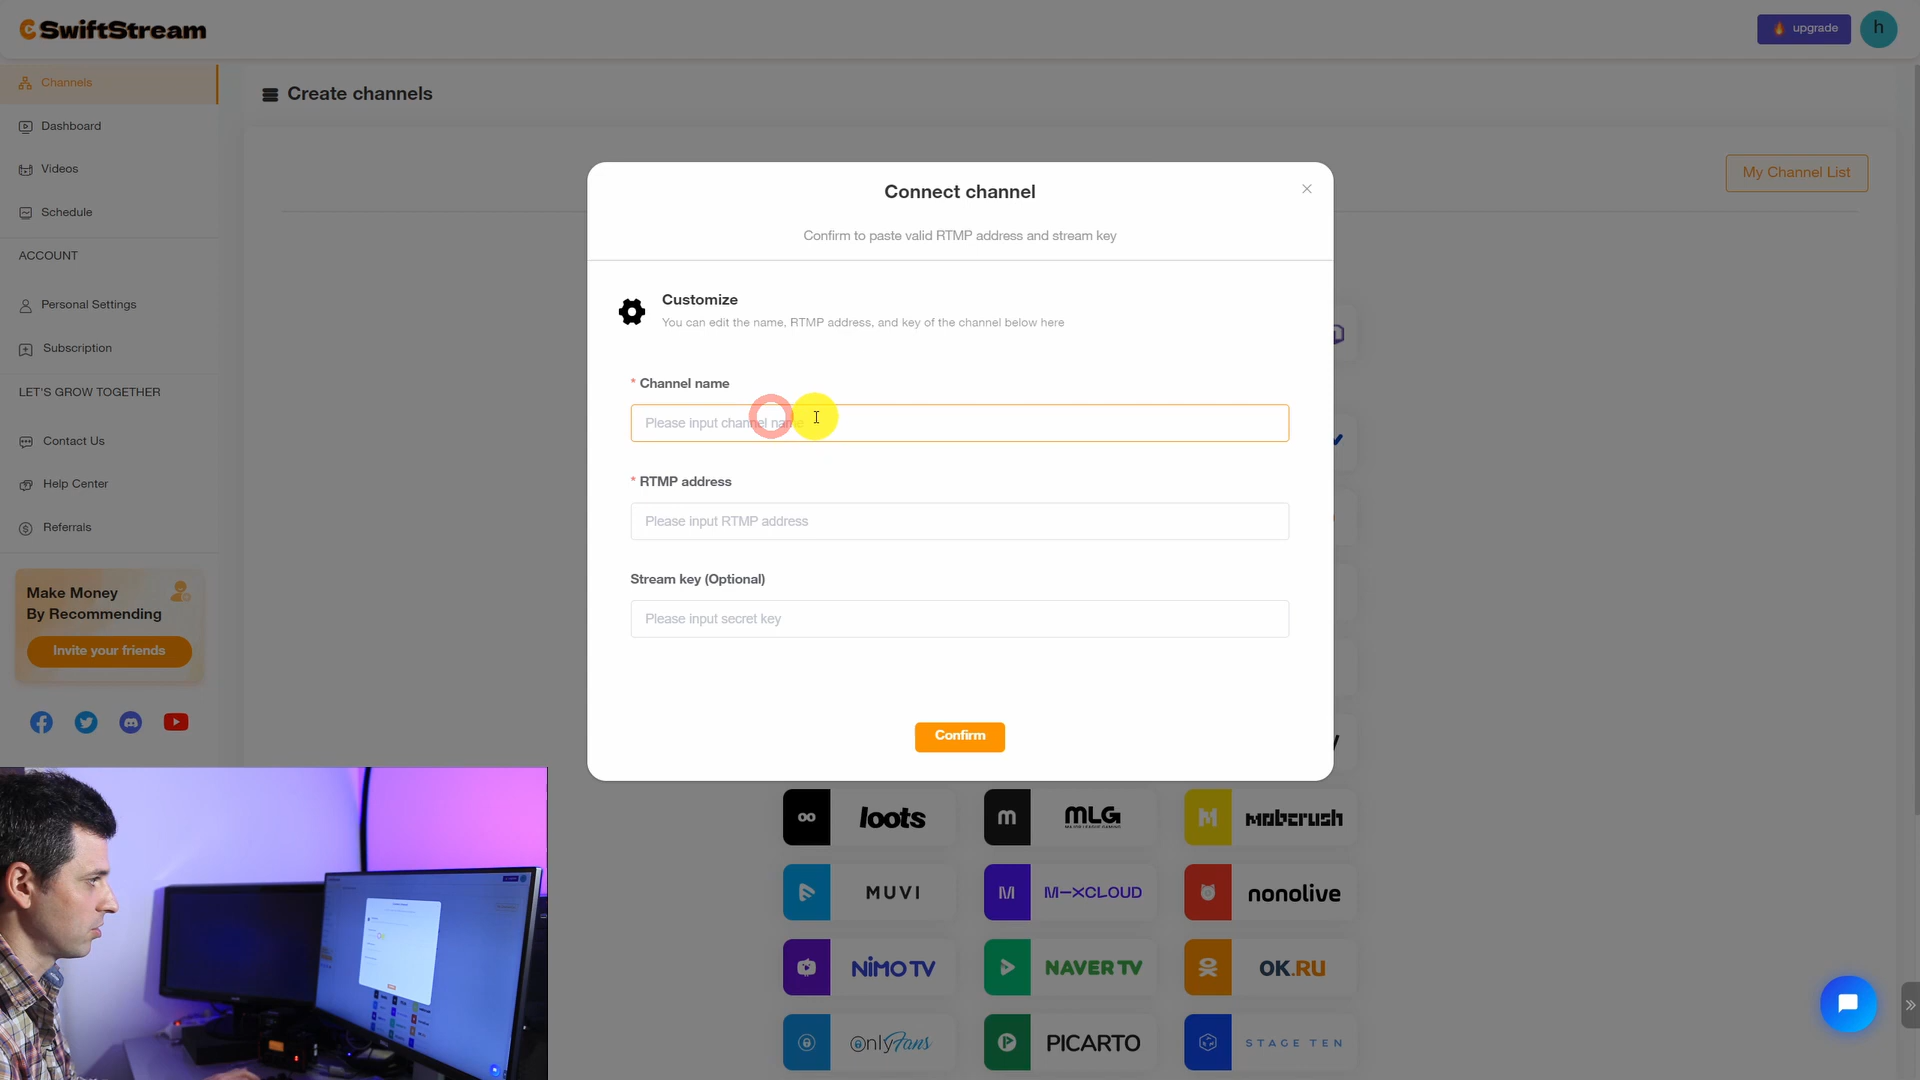 SwiftStream
upgrade
h
Channels
Create channels
Dashboard
Videos
Schedule
My Channel List
ACCOUNT
Personal Settings
Subscription
LET'S GROW TOGETHER
Contact Us
Help Center
Referrals
Make Money
By Recommending
Invite your friends
Connect channel
Confirm to paste valid RTMP address and stream key
Customize
You can edit the name, RTMP address, and key of the channel below here
* Channel name
Please input channel name
* RTMP address
Please input RTMP address
Stream key (Optional)
Please input secret key
Confirm
loots
m MLG
MAJOR LEAGUE GAMING
M Mobcrush
MUVI
M M-XCLOUD
nonolive
NIMO TV
NAVER TV
OK.RU
OnlyFans
PICARTO
STAGE TEN